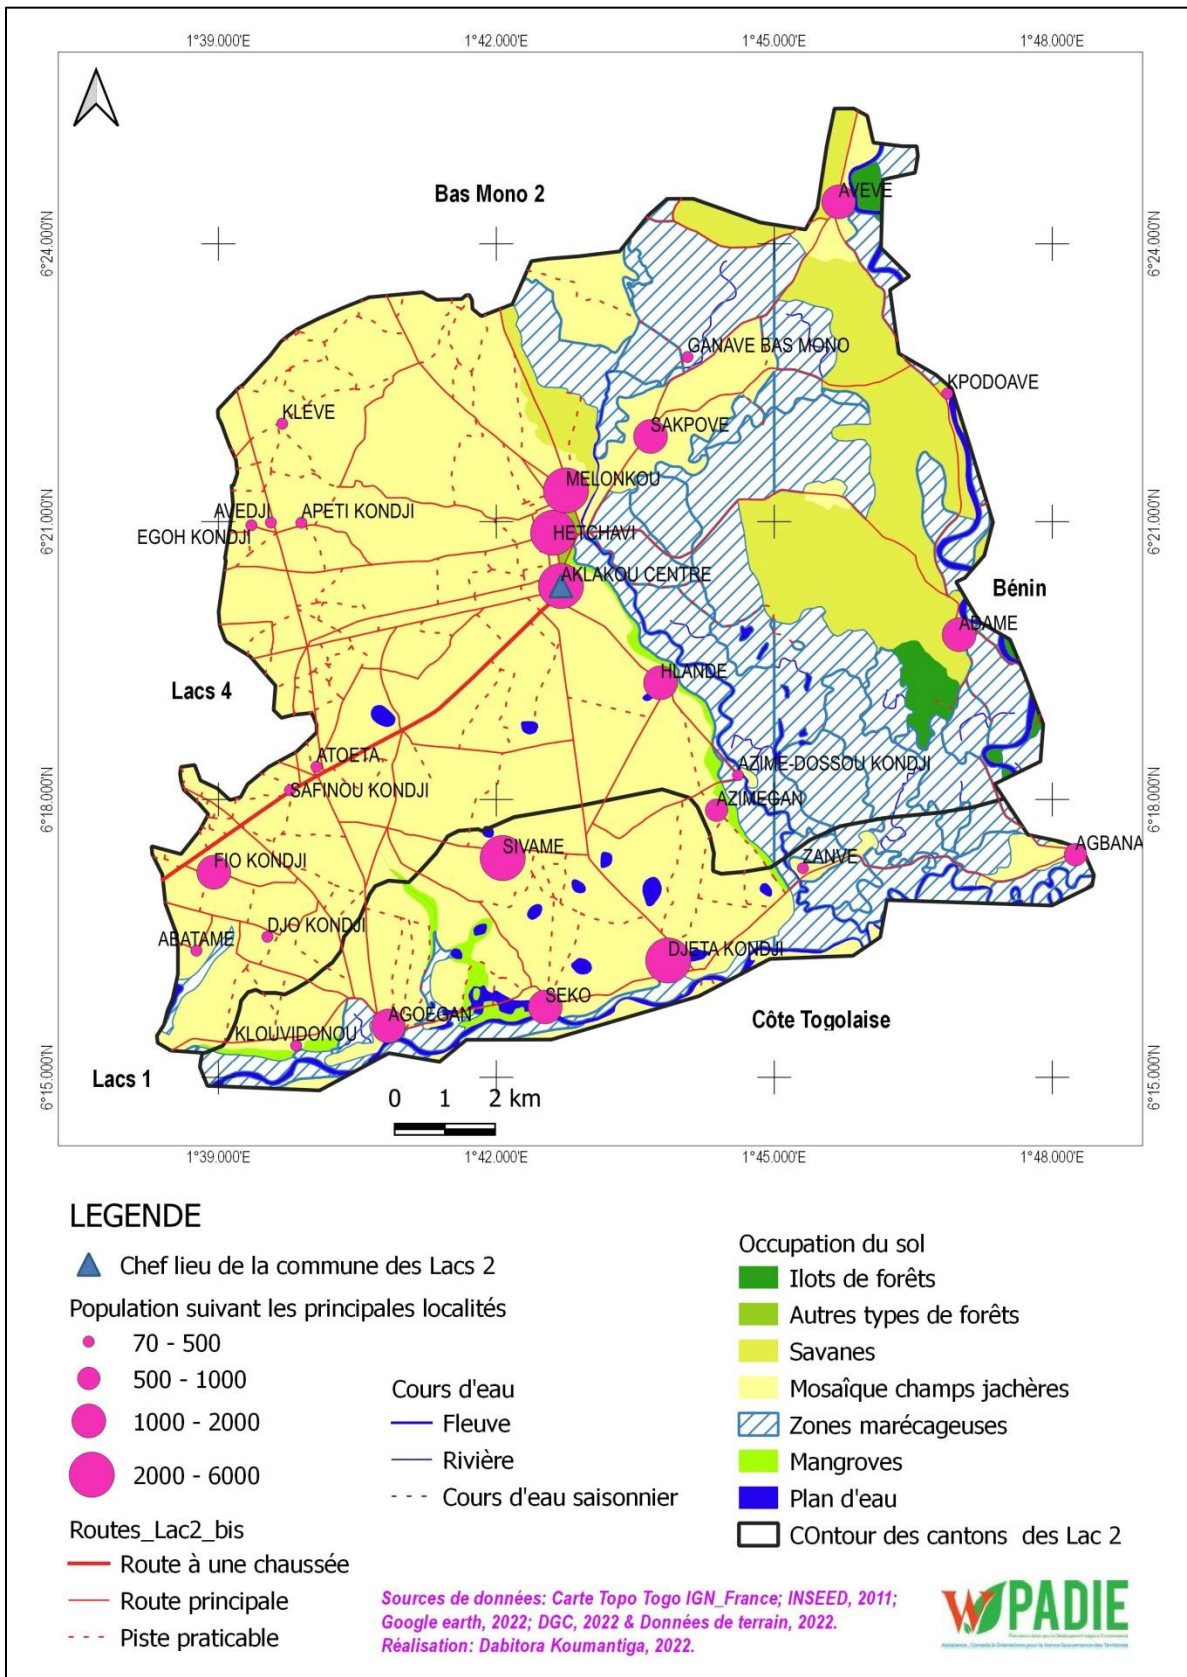 1°39.000'E
1°42.000'E
1°45.000'E
1°48.000'E
6°24.000'N
6°24.000'N
6°21.000'N
6°21.000'N
6°18.000'N
6°18.000'N
6°15.000'N
6°15.000'N
Bas Mono 2
AVEVE
GANAVE BAS MONO
KPODOAVE
KLEVE
SAKPOVE
MELONKOU
AVEDJI
APETI KONDJI
EGOH KONDJI
HETCHAVI
AKLAKOU CENTRE
Bénin
ADAME
Lacs 4
HLANDE
ATOETA
AZIME-DOSSOU KONDJI
SAFINOU KONDJI
AZIMEGAN
SIVAME
AGBANA
FIO KONDJI
ZANVE
DJO KONDJI
ABATAME
DJETA KONDJI
SEKO
AGOEGAN
KLOUVIDONOU
Côte Togolaise
Lacs 1
0 1 2 km
1°39.000'E
1°42.000'E
1°45.000'E
1°48.000'E
LEGENDE
Chef lieu de la commune des Lacs 2
Population suivant les principales localités
70 - 500
500 - 1000
1000 - 2000
2000 - 6000
Routes_Lac2_bis
Route à une chaussée
Route principale
Piste praticable
Cours d'eau
Fleuve
Rivière
Cours d'eau saisonnier
Occupation du sol
Ilots de forêts
Autres types de forêts
Savanes
Mosaîque champs jachères
Zones marécageuses
Mangroves
Plan d'eau
COntour des cantons des Lac 2
Sources de données: Carte Topo Togo IGN_France; INSEED, 2011;
Google earth, 2022; DGC, 2022 & Données de terrain, 2022.
Réalisation: Dabitora Koumantiga, 2022.
W PADIE